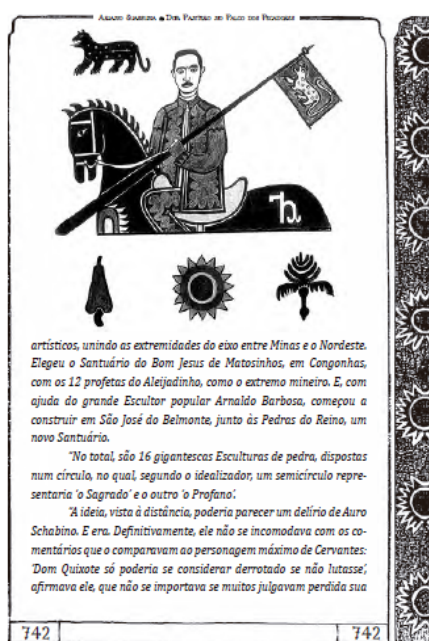 Ariano Suassuna • Dom Pantero no Palco dos Pecadores
artísticos, unindo as extremidades do eixo entre Minas e o Nordeste.
Elegeu o Santuário do Bom Jesus de Matosinhos, em Congonhas,
com os 12 profetas do Aleijadinho, como o extremo mineiro. E, com
ajuda do grande Escultor popular Arnaldo Barbosa, começou a
construir em São José do Belmonte, junto às Pedras do Reino, um
novo Santuário.
"No total, são 16 gigantescas Esculturas de pedra, dispostas
num círculo, no qual, segundo o idealizador, um semicírculo repre-
sentaria 'o Sagrado' e o outro 'o Profano'.
"A ideia, vista à distância, poderia parecer um delírio de Auro
Schabino. E era. Definitivamente, ele não se incomodava com os co-
mentários que o comparavam ao personagem máximo de Cervantes:
'Dom Quixote só poderia se considerar derrotado se não lutasse',
afirmava ele, que não se importava se muitos julgavam perdida sua
742 742